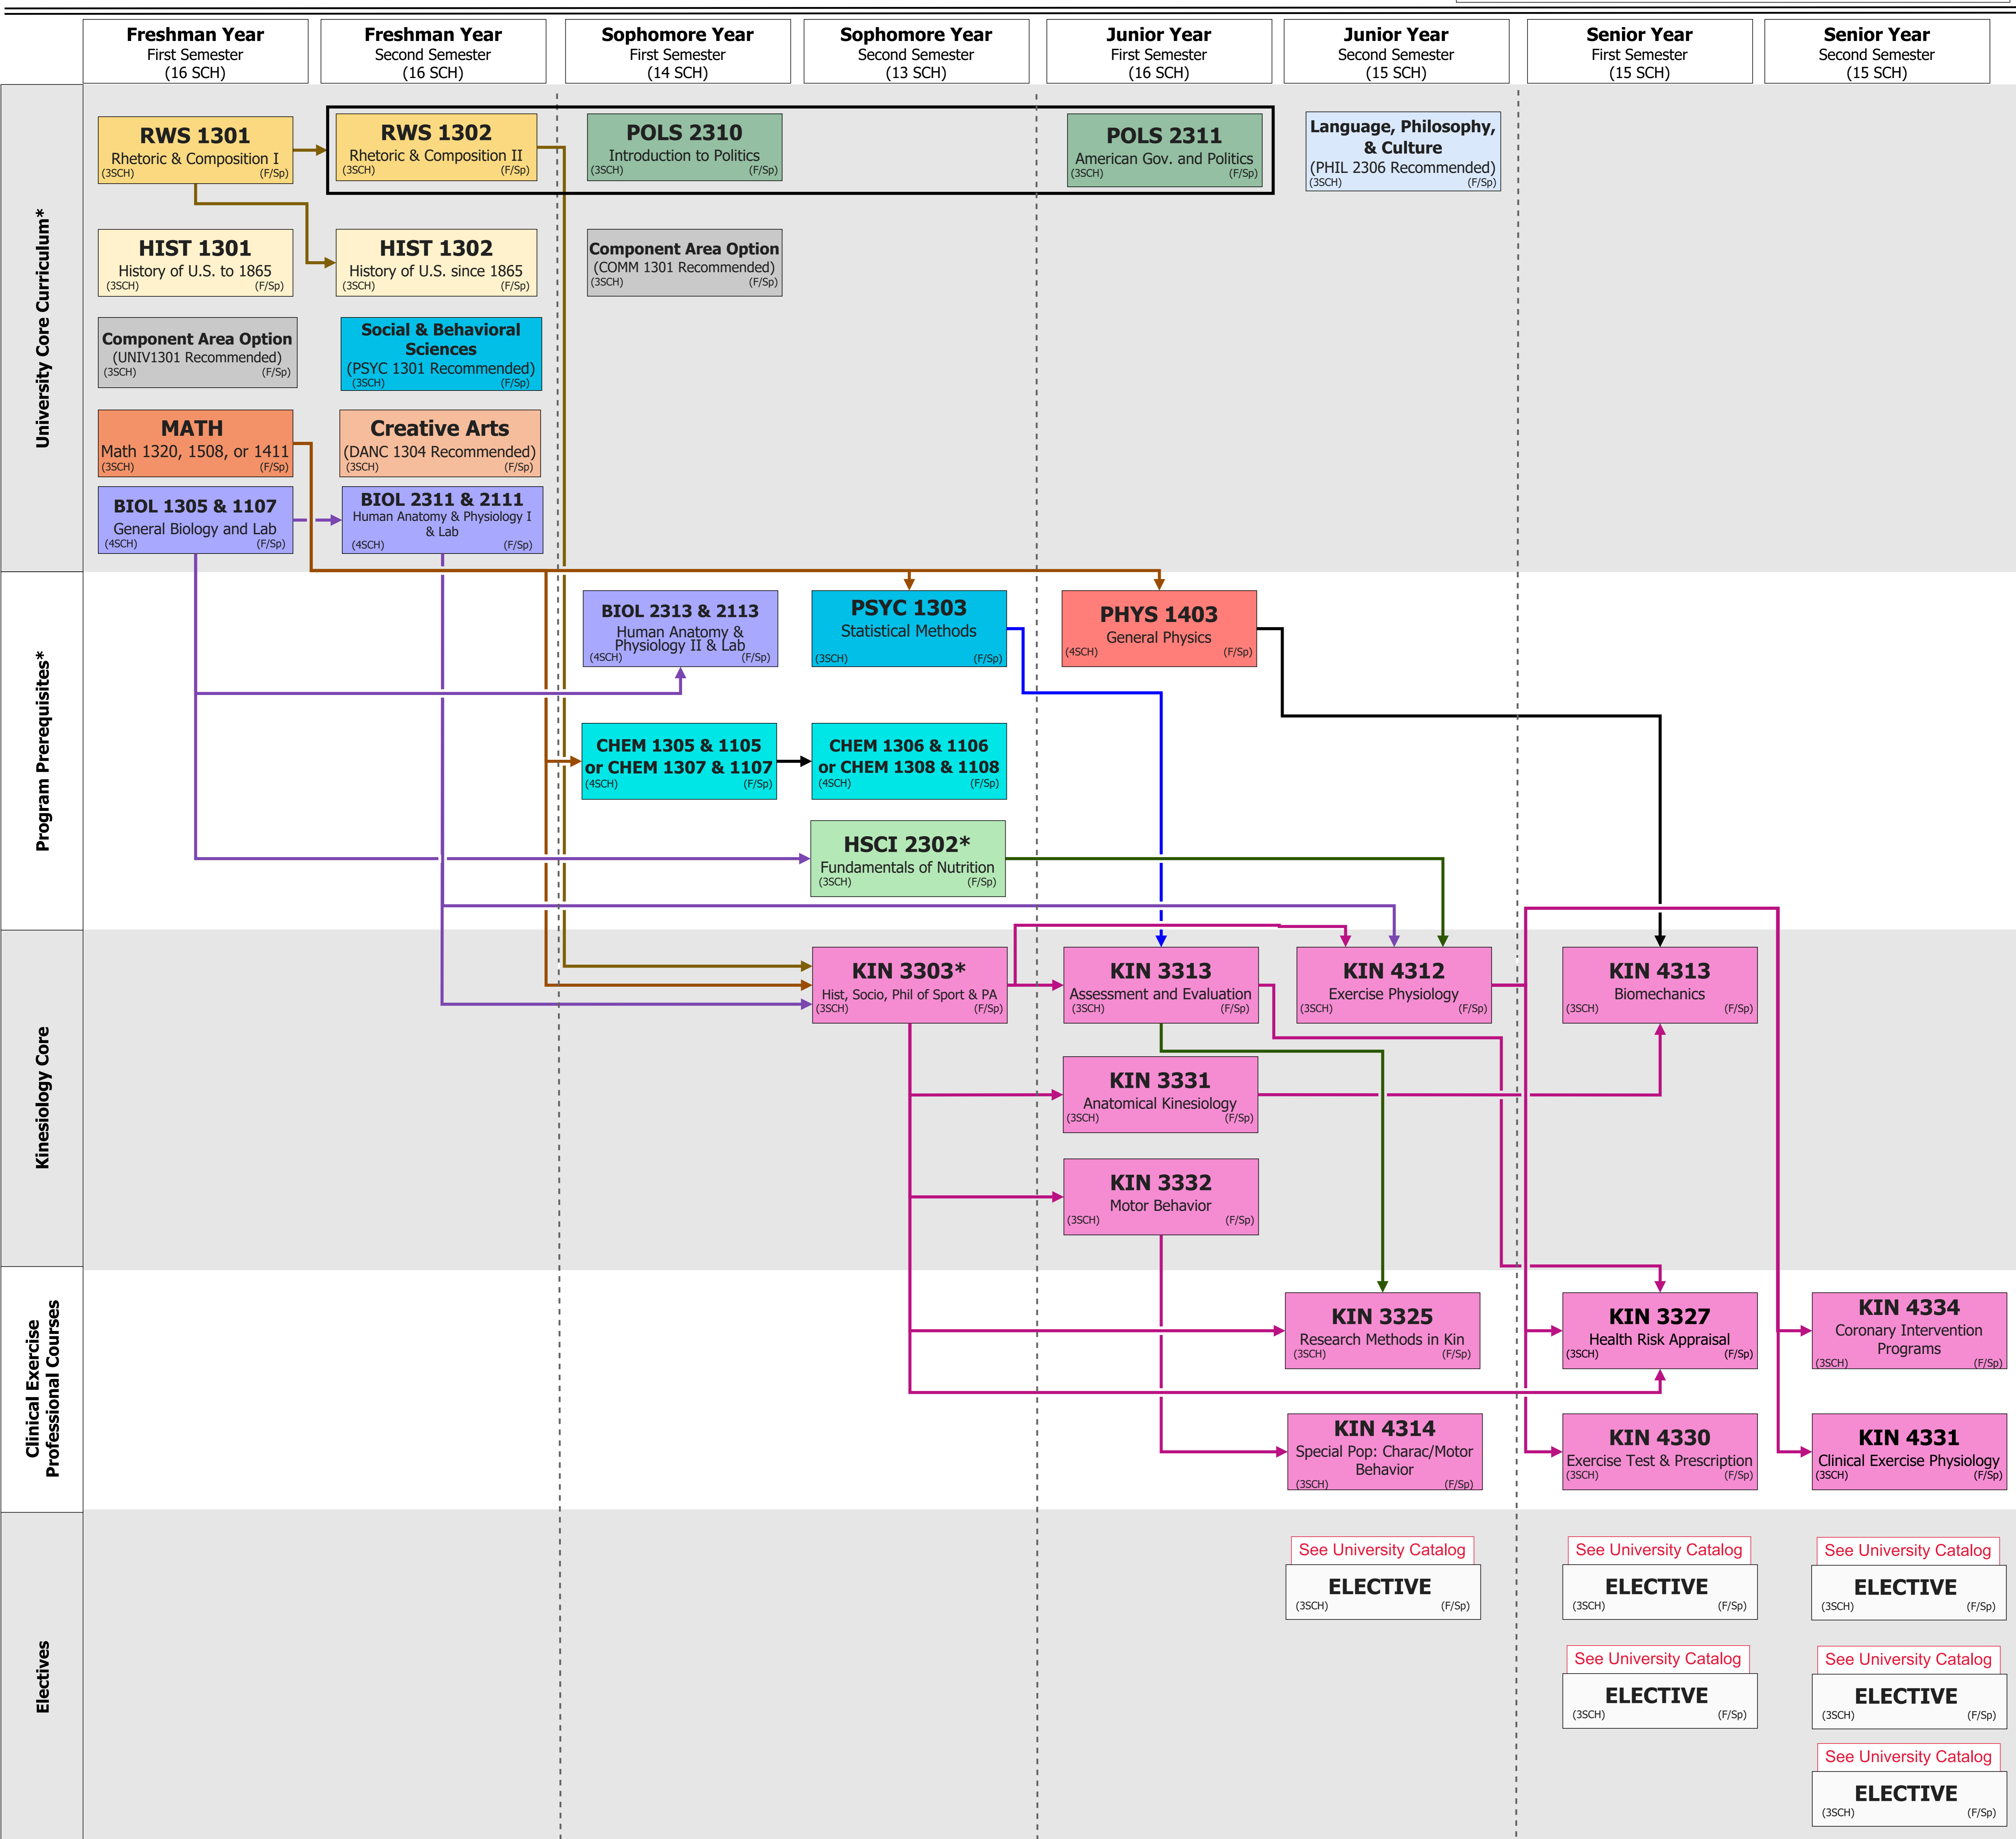 Freshman Year
First Semester
(16 SCH)
Freshman Year
Second Semester
(16 SCH)
Sophomore Year
First Semester
(14 SCH)
Sophomore Year
Second Semester
(13 SCH)
Junior Year
First Semester
(16 SCH)
Junior Year
Second Semester
(15 SCH)
Senior Year
First Semester
(15 SCH)
Senior Year
Second Semester
(15 SCH)
University Core Curriculum*
RWS 1301
Rhetoric & Composition I
(3SCH) (F/Sp)
RWS 1302
Rhetoric & Composition II
(3SCH) (F/Sp)
POLS 2310
Introduction to Politics
(3SCH) (F/Sp)
POLS 2311
American Gov. and Politics
(3SCH) (F/Sp)
Language, Philosophy,
& Culture
(PHIL 2306 Recommended)
(3SCH) (F/Sp)
HIST 1301
History of U.S. to 1865
(3SCH) (F/Sp)
HIST 1302
History of U.S. since 1865
(3SCH) (F/Sp)
Component Area Option
(COMM 1301 Recommended)
(3SCH) (F/Sp)
Component Area Option
(UNIV1301 Recommended)
(3SCH) (F/Sp)
Social & Behavioral
Sciences
(PSYC 1301 Recommended)
(3SCH) (F/Sp)
MATH
Math 1320, 1508, or 1411
(3SCH) (F/Sp)
Creative Arts
(DANC 1304 Recommended)
(3SCH) (F/Sp)
BIOL 1305 & 1107
General Biology and Lab
(4SCH) (F/Sp)
BIOL 2311 & 2111
Human Anatomy & Physiology I
& Lab
(4SCH) (F/Sp)
Program Prerequisites*
BIOL 2313 & 2113
Human Anatomy &
Physiology II & Lab
(4SCH) (F/Sp)
PSYC 1303
Statistical Methods
(3SCH) (F/Sp)
PHYS 1403
General Physics
(4SCH) (F/Sp)
CHEM 1305 & 1105
or CHEM 1307 & 1107
(4SCH) (F/Sp)
CHEM 1306 & 1106
or CHEM 1308 & 1108
(4SCH) (F/Sp)
HSCI 2302*
Fundamentals of Nutrition
(3SCH) (F/Sp)
Kinesiology Core
KIN 3303*
Hist, Socio, Phil of Sport & PA
(3SCH) (F/Sp)
KIN 3313
Assessment and Evaluation
(3SCH) (F/Sp)
KIN 4312
Exercise Physiology
(3SCH) (F/Sp)
KIN 4313
Biomechanics
(3SCH) (F/Sp)
KIN 3331
Anatomical Kinesiology
(3SCH) (F/Sp)
KIN 3332
Motor Behavior
(3SCH) (F/Sp)
Clinical Exercise
Professional Courses
KIN 3325
Research Methods in Kin
(3SCH) (F/Sp)
KIN 3327
Health Risk Appraisal
(3SCH) (F/Sp)
KIN 4334
Coronary Intervention
Programs
(3SCH) (F/Sp)
KIN 4314
Special Pop: Charac/Motor
Behavior
(3SCH) (F/Sp)
KIN 4330
Exercise Test & Prescription
(3SCH) (F/Sp)
KIN 4331
Clinical Exercise Physiology
(3SCH) (F/Sp)
Electives
See University Catalog
ELECTIVE
(3SCH) (F/Sp)
See University Catalog
ELECTIVE
(3SCH) (F/Sp)
See University Catalog
ELECTIVE
(3SCH) (F/Sp)
See University Catalog
ELECTIVE
(3SCH) (F/Sp)
See University Catalog
ELECTIVE
(3SCH) (F/Sp)
See University Catalog
ELECTIVE
(3SCH) (F/Sp)